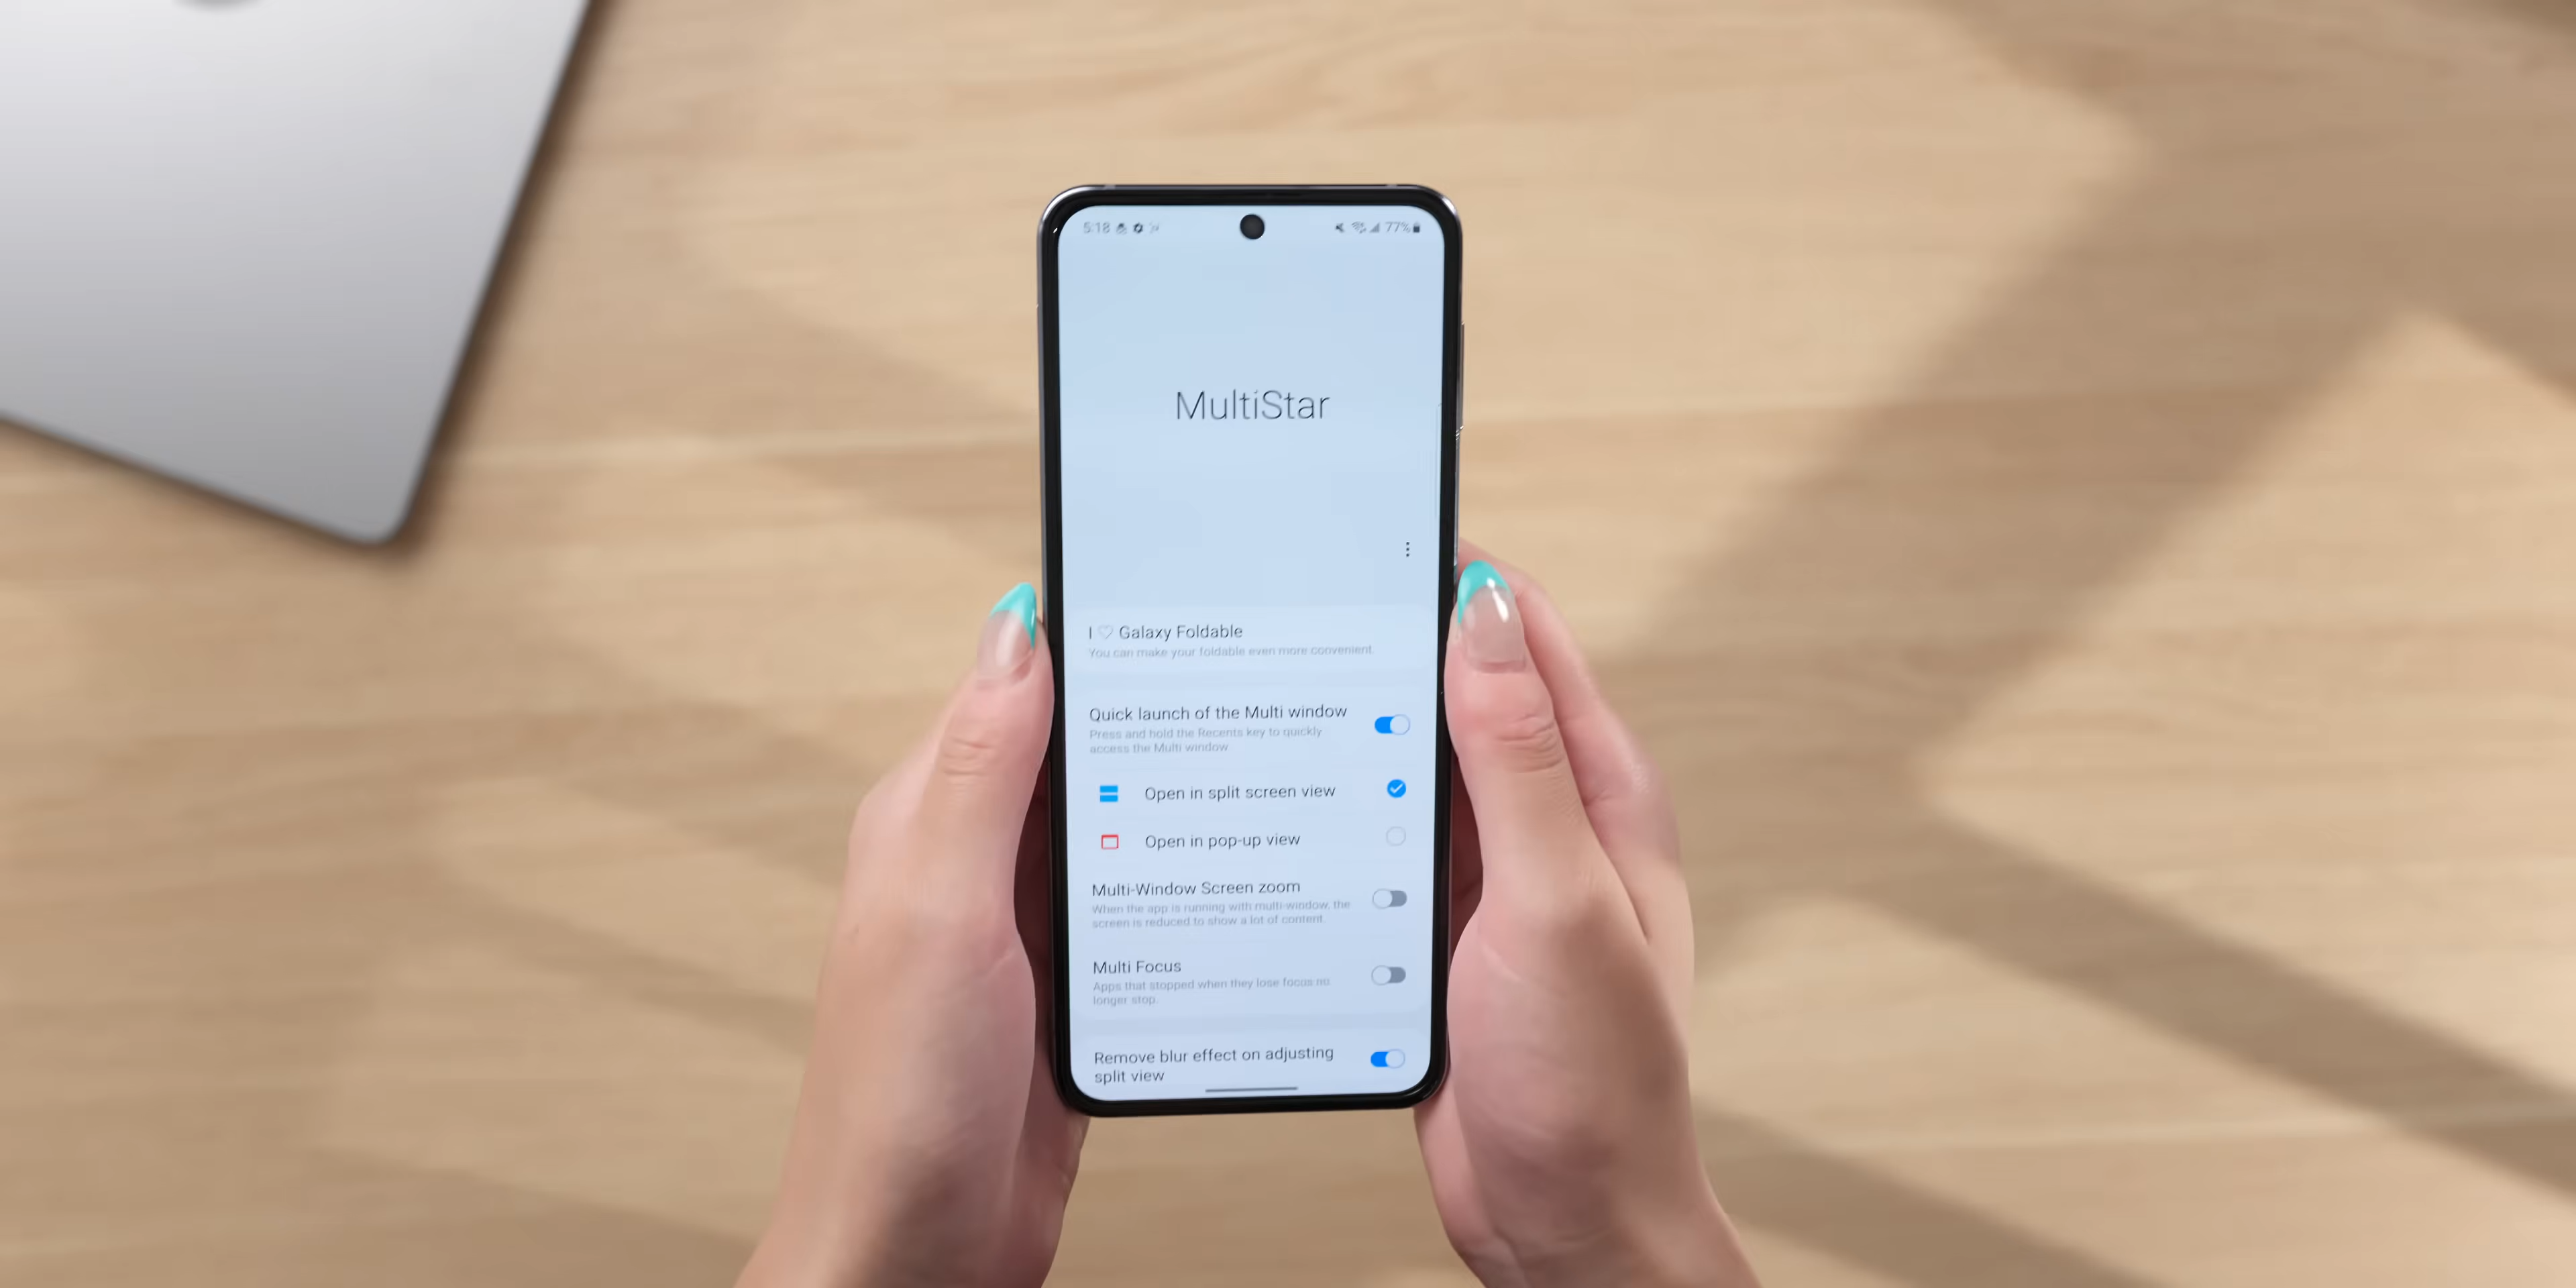 5:18 77%
MultiStar
I ♡ Galaxy Foldable
You can make your foldable even more convenient.
Quick launch of the Multi window
Press and hold the Recents key to quickly
access the Multi window
Open in split screen view
Open in pop-up view
Multi-Window Screen zoom
When the app is running with multi-window, the
screen is reduced to show a lot of content.
Multi Focus
Apps that stopped when they lose focus no
longer stop.
Remove blur effect on adjusting
split view